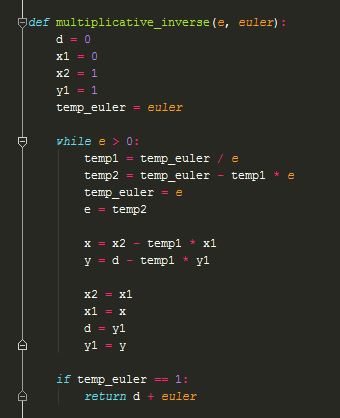 def multiplicative_inverse(e, euler):
    d = 0
    x1 = 0
    x2 = 1
    y1 = 1
    temp_euler = euler

    while e > 0:
        temp1 = temp_euler / e
        temp2 = temp_euler - temp1 * e
        temp_euler = e
        e = temp2

        x = x2 - temp1 * x1
        y = d - temp1 * y1

        x2 = x1
        x1 = x
        d = y1
        y1 = y

    if temp_euler == 1:
        return d + euler